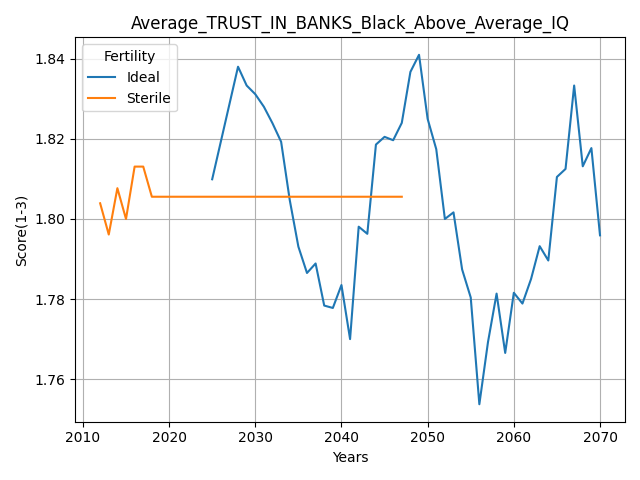 Average_TRUST_IN_BANKS_Black_Above_Average_IQ
Fertility
Ideal
Sterile
Score(1-3)
1.84
1.82
1.80
1.78
1.76
2010 2020 2030 2040 2050 2060 2070
Years